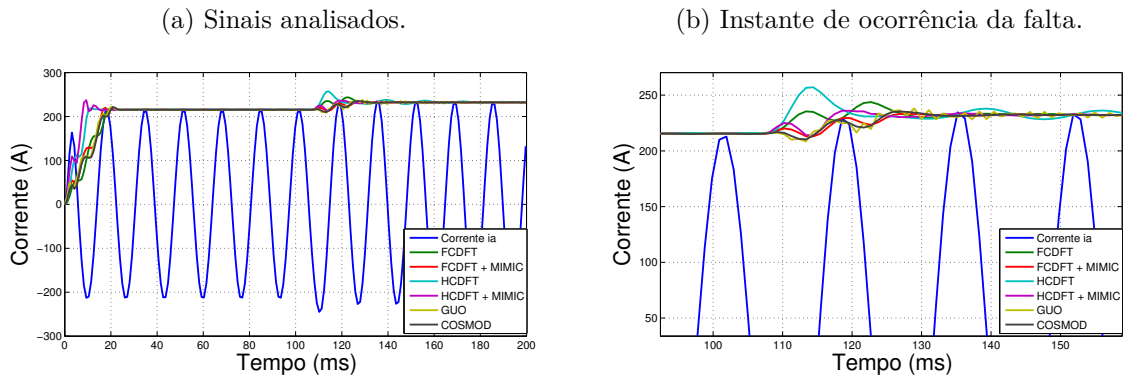 (a) Sinais analisados.
(b) Instante de ocorrência da falta.
300
200
100
0
−100
−200
−300
Corrente (A)
0 20 40 60 80 100 120 140 160 180 200
Tempo (ms)
Corrente ia
FCDFT
FCDFT + MIMIC
HCDFT
HCDFT + MIMIC
GUO
COSMOD
250
200
150
100
50
Corrente (A)
100 110 120 130 140 150
Tempo (ms)
Corrente ia
FCDFT
FCDFT + MIMIC
HCDFT
HCDFT + MIMIC
GUO
COSMOD